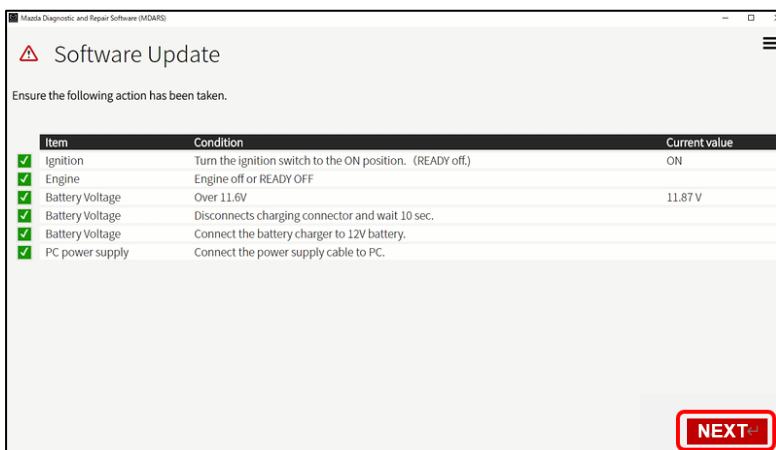 Mazda Diagnostic and Repair Software (MDARS)
Software Update
Ensure the following action has been taken.
Item Condition Current value
Ignition Turn the ignition switch to the ON position. (READY off.) ON
Engine Engine off or READY OFF
Battery Voltage Over 11.6V 11.87 V
Battery Voltage Disconnects charging connector and wait 10 sec.
Battery Voltage Connect the battery charger to 12V battery.
PC power supply Connect the power supply cable to PC.
NEXT↵